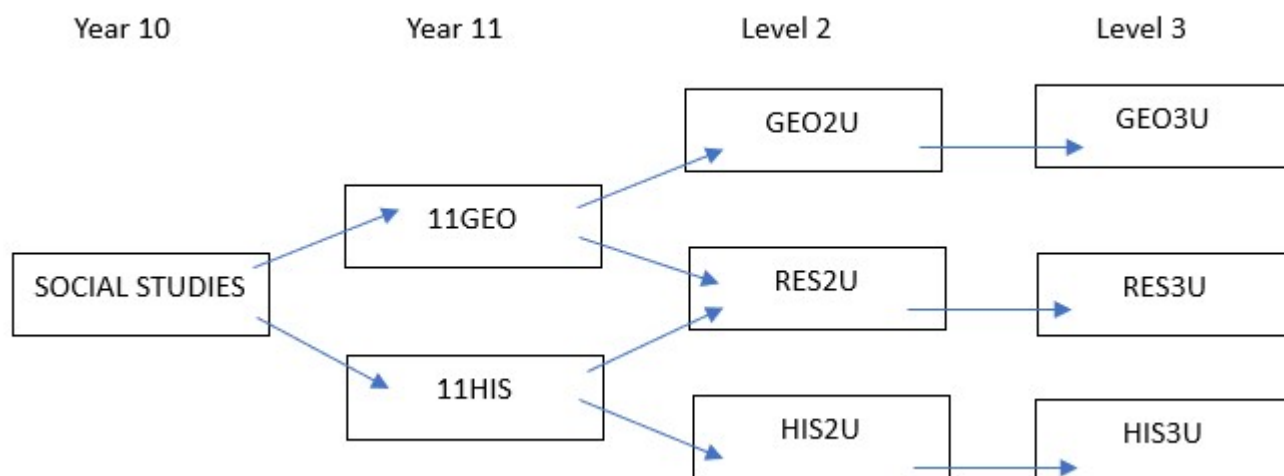 Year 10 Year 11 Level 2 Level 3
GEO2U GEO3U
11GEO
SOCIAL STUDIES RES2U RES3U
11HIS
HIS2U HIS3U